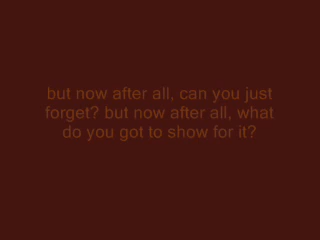 but now after all, can you just
forget? but now after all, what
do you got to show for it?